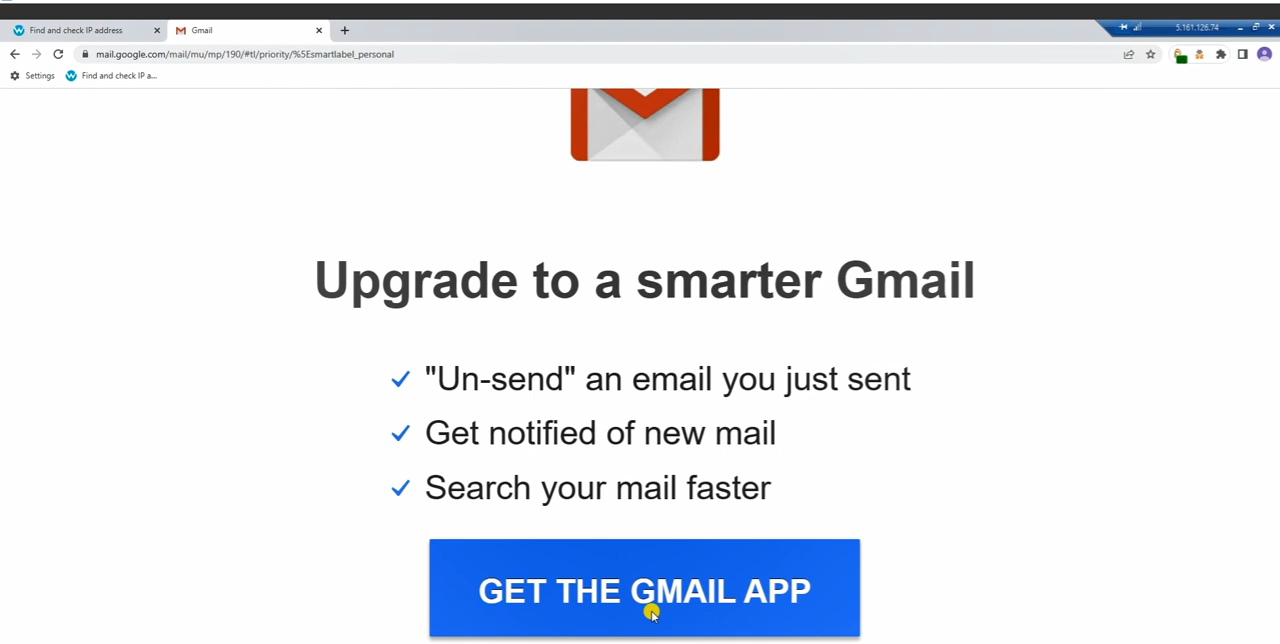 Find and check IP address
Gmail
5.161.126.74
mail.google.com/mail/mu/mp/190/#tl/priority/%5Esmartlabel_personal
Settings
Find and check IP a...
Upgrade to a smarter Gmail
"Un-send" an email you just sent
Get notified of new mail
Search your mail faster
GET THE GMAIL APP